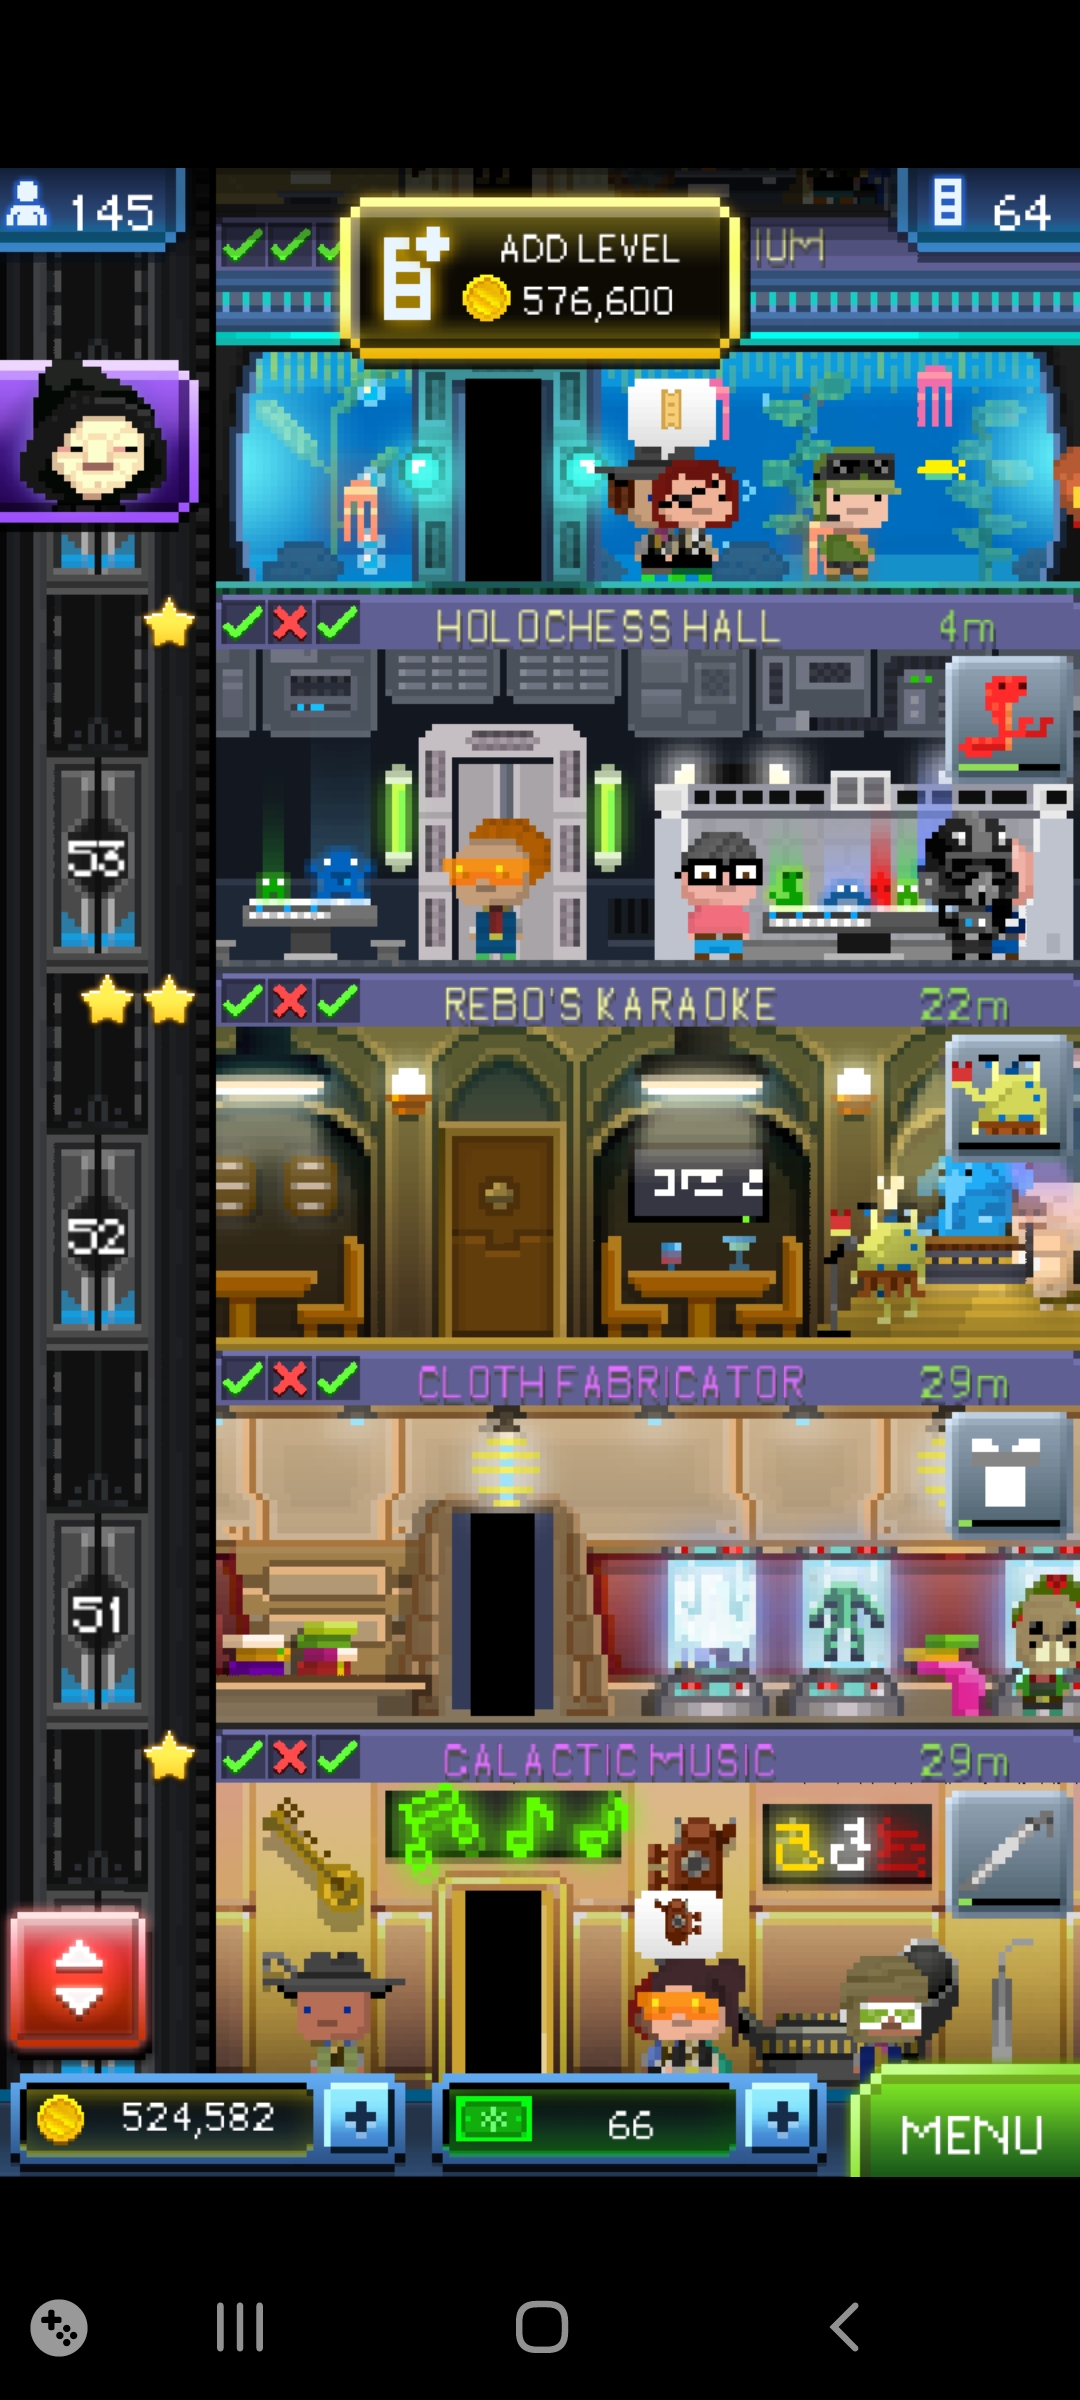 145
ADD LEVEL
576,600
64
IUM
HOLOCHESS HALL 4m
53
REBO'S KARAOKE 22m
52
CLOTH FABRICATOR 29m
51
GALACTIC MUSIC 29m
524,582
66
MENU